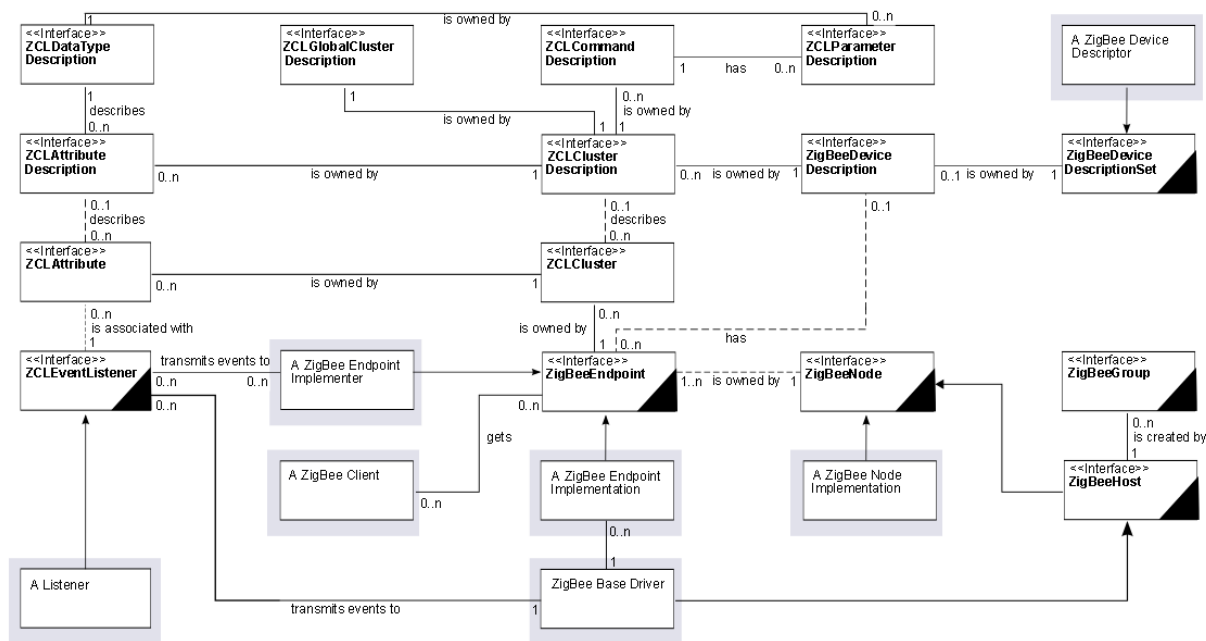 is owned by
0..n
<<Interface>>
ZCLDataType
Description
<<Interface>>
ZCLGlobalCluster
Description
<<Interface>>
ZCLCommand
Description
<<Interface>>
ZCLParameter
Description
A ZigBee Device
Descriptor
1
has
0..n
1
describes
0..n
1
is owned by
0..n
is owned by
1
1
<<Interface>>
ZCLAttribute
Description
<<Interface>>
ZCLCluster
Description
<<Interface>>
ZigBeeDevice
Description
<<Interface>>
ZigBeeDevice
DescriptionSet
0..n
is owned by
1
0..n
is owned by
1
0..1
is owned by
1
0..1
describes
0..n
0..1
describes
0..n
0..1
<<Interface>>
ZCLAttribute
<<Interface>>
ZCLCluster
0..n
is owned by
1
0..n
is associated with
1
0..n
is owned by
1
0..n
has
<<Interface>>
ZCLEventListener
transmits events to
0..n
0..n
0..n
A ZigBee Endpoint
Implementer
<<Interface>>
ZigBeeEndpoint
0..n
1..n
is owned by
1
<<Interface>>
ZigBeeNode
<<Interface>>
ZigBeeGroup
0..n
is created by
1
gets
A ZigBee Client
0..n
A ZigBee Endpoint
Implementation
A ZigBee Node
Implementation
<<Interface>>
ZigBeeHost
0..n
1
A Listener
transmits events to
1
ZigBee Base Driver